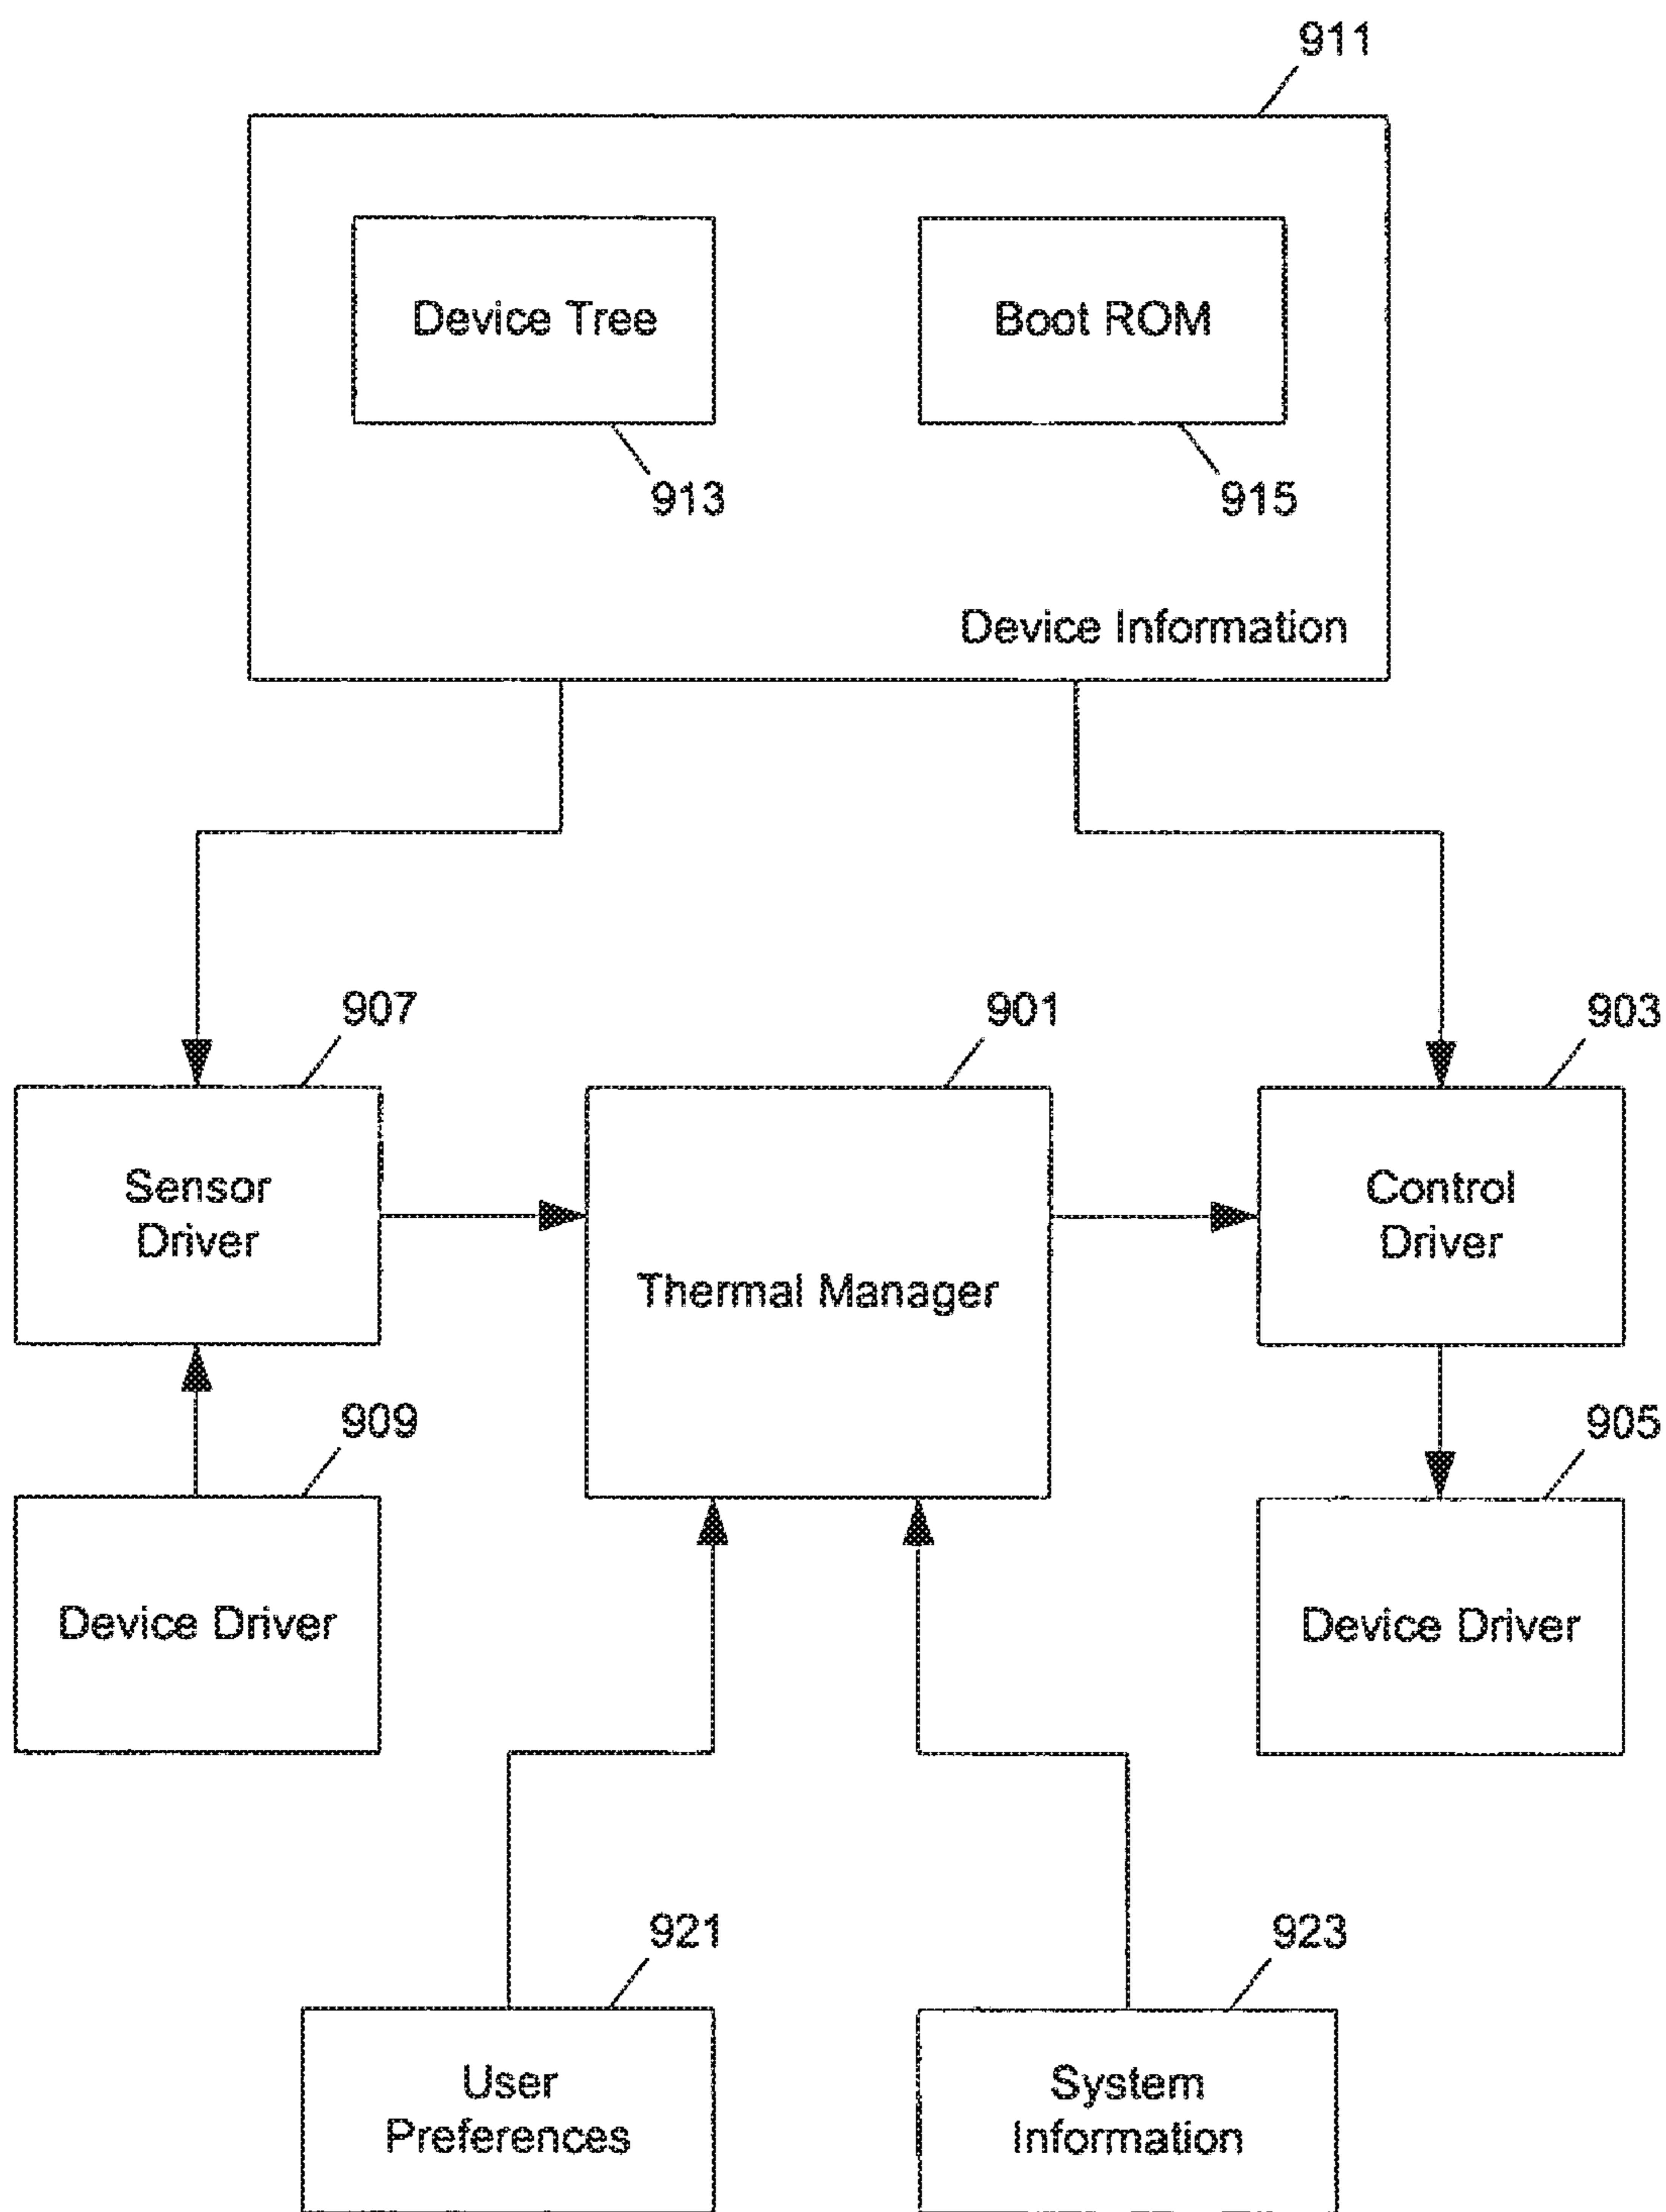 911
Device Tree
Boot ROM
913
915
Device Information
907
901
903
Sensor
Driver
Thermal Manager
Control
Driver
909
905
Device Driver
Device Driver
921
923
User
Preferences
System
Information